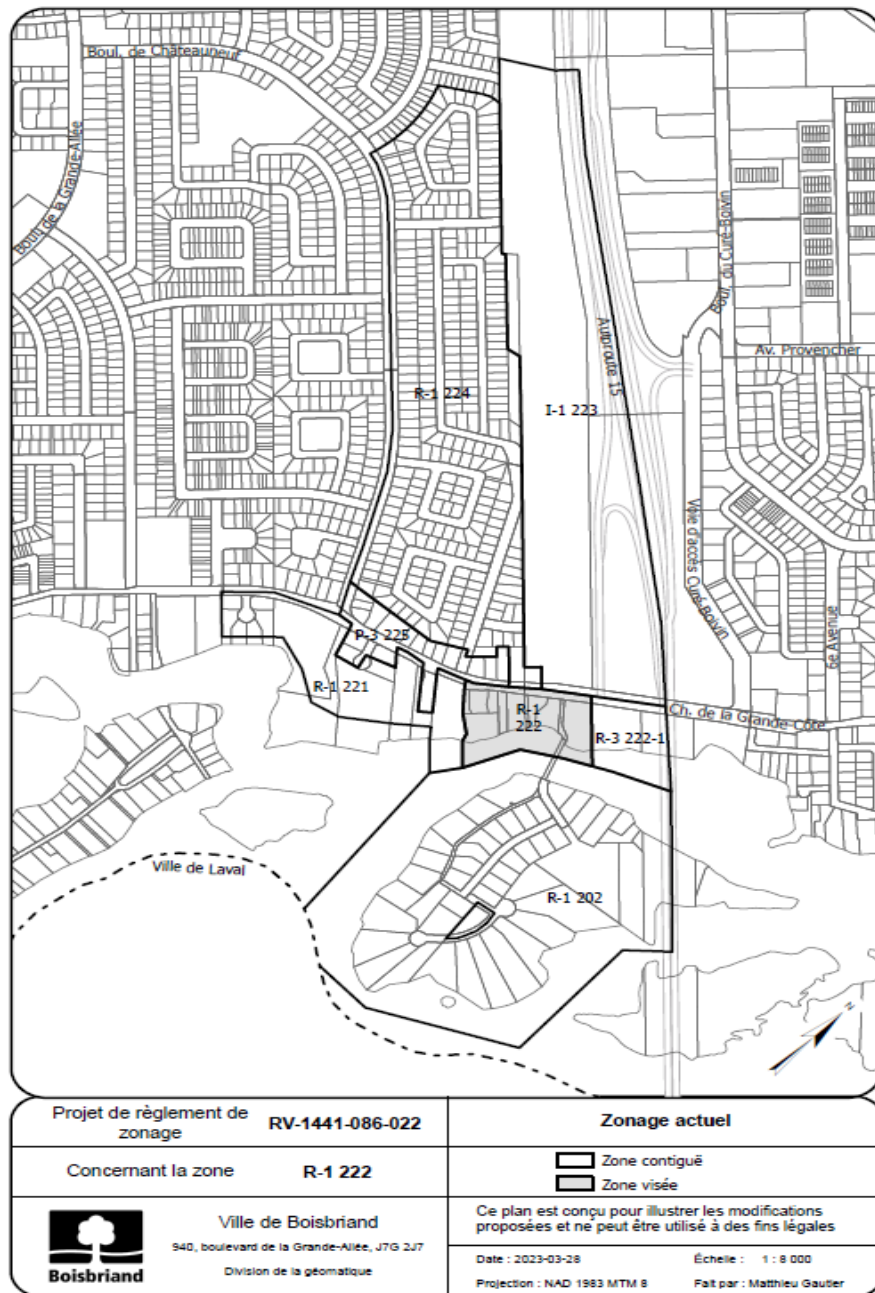 Boul. de Châteauneuf
Boul. de la Grande-Allée
Boul. du Curé-Boivin
Av. Provencher
Autoroute 15
R-1 224
I-1 223
Voie d'accès Curé-Boivin
6e Avenue
P-3 225
R-1 221
R-1
222
R-3 222-1
Ch. de la Grande-Côte
Ville de Laval
R-1 202
N
Projet de règlement de
zonage
RV-1441-086-022
Zonage actuel
Concernant la zone
R-1 222
Zone contiguë
Zone visée
Boisbriand
Ville de Boisbriand
940, boulevard de la Grande-Allée, J7G 2J7
Division de la géomatique
Ce plan est conçu pour illustrer les modifications
proposées et ne peut être utilisé à des fins légales
Date : 2023-03-28
Échelle : 1 : 8 000
Projection : NAD 1983 MTM 8
Fait par : Matthieu Gautier